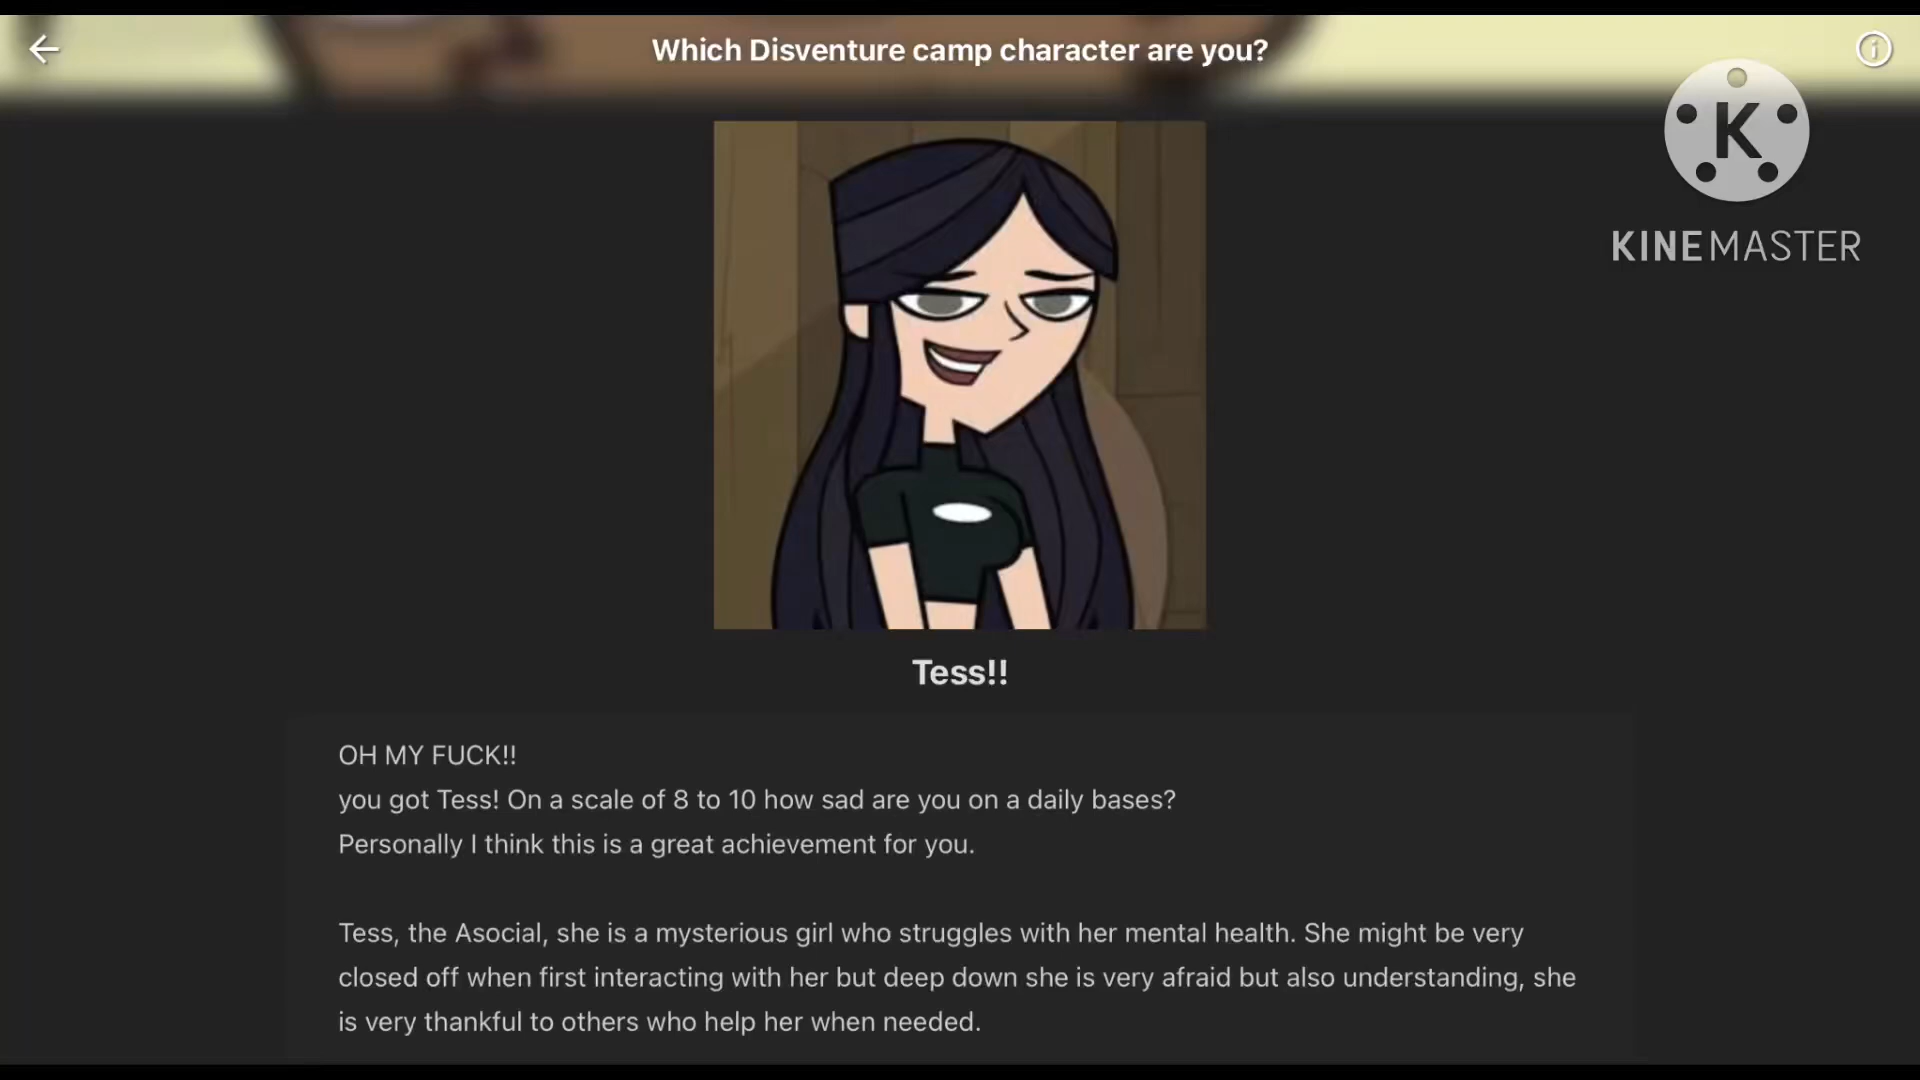 Which Disventure camp character are you?
K
KINEMASTER
Tess!!
OH MY FUCK!!
you got Tess! On a scale of 8 to 10 how sad are you on a daily bases?
Personally I think this is a great achievement for you.
Tess, the Asocial, she is a mysterious girl who struggles with her mental health. She might be very
closed off when first interacting with her but deep down she is very afraid but also understanding, she
is very thankful to others who help her when needed.